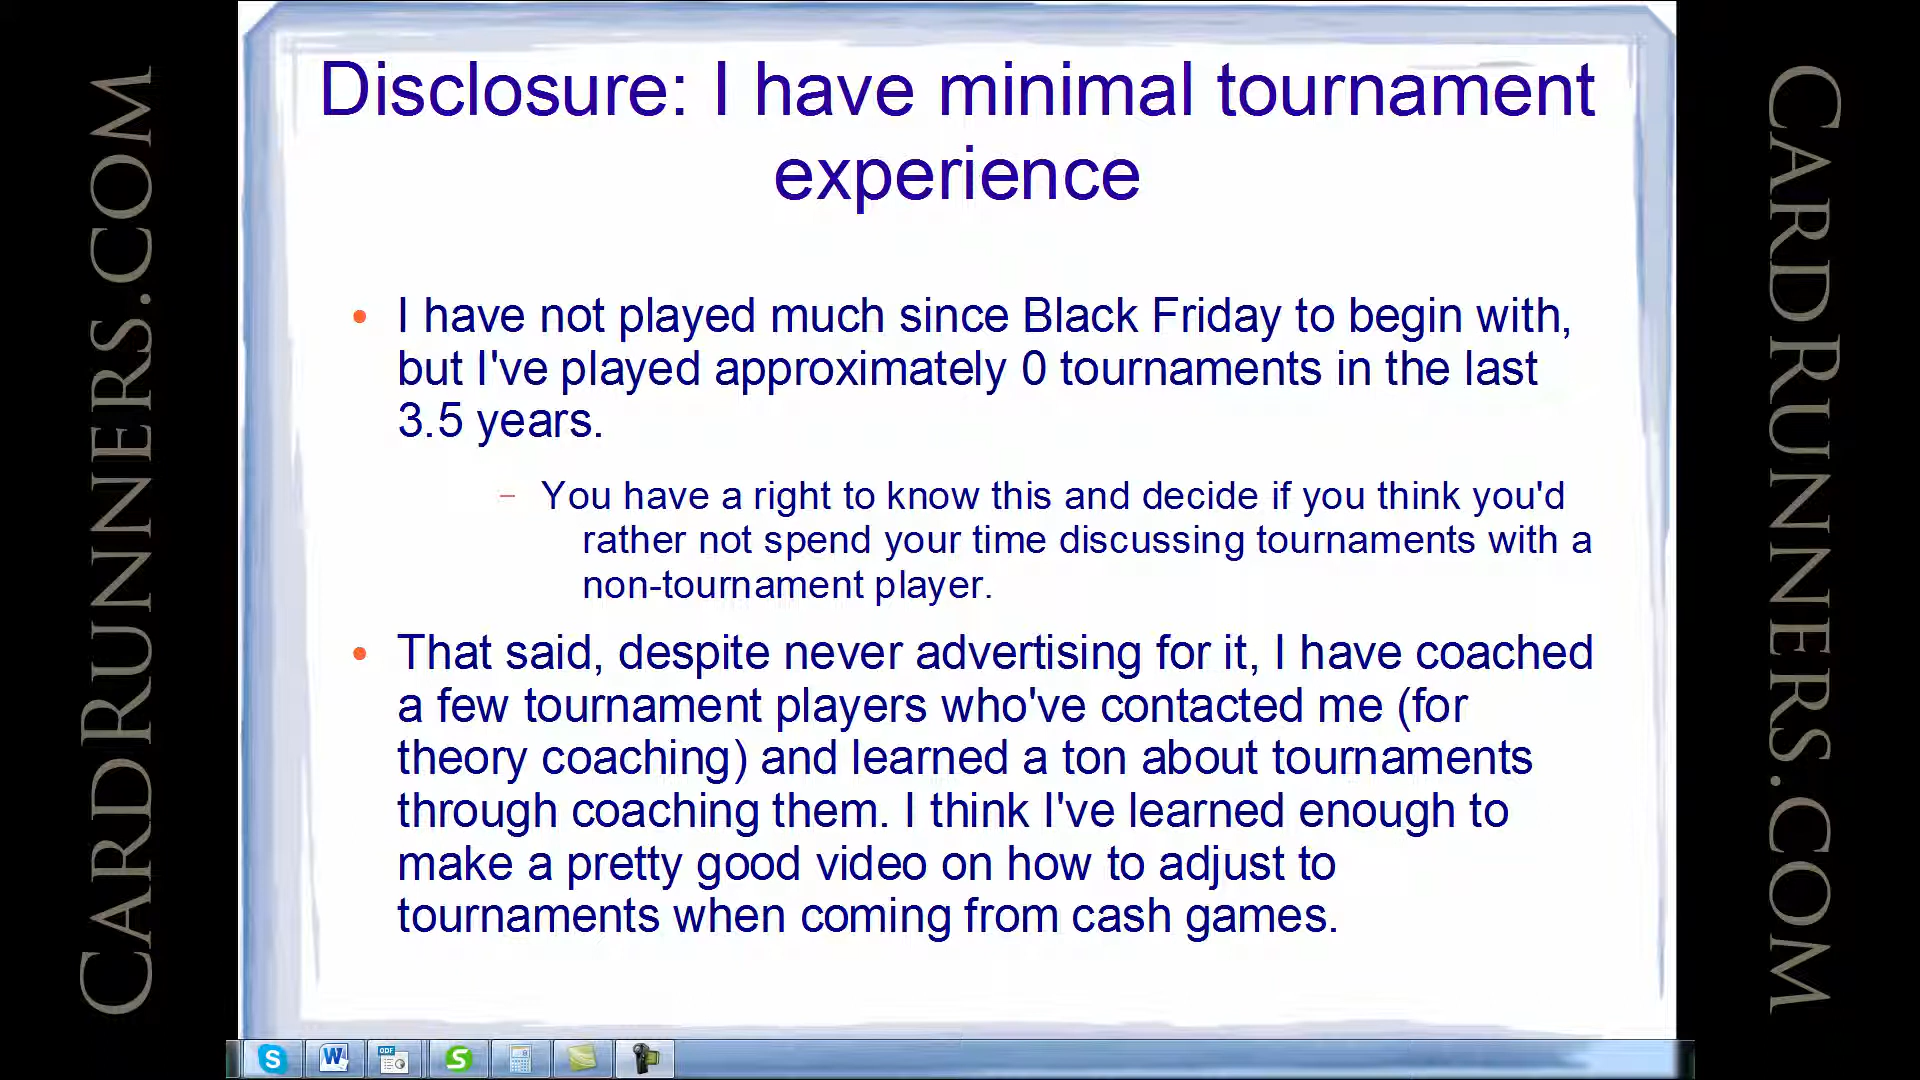 CARDRUNNERS.COM
Disclosure: I have minimal tournament
experience
• I have not played much since Black Friday to begin with,
but I've played approximately 0 tournaments in the last
3.5 years.
– You have a right to know this and decide if you think you'd
rather not spend your time discussing tournaments with a
non-tournament player.
• That said, despite never advertising for it, I have coached
a few tournament players who've contacted me (for
theory coaching) and learned a ton about tournaments
through coaching them. I think I've learned enough to
make a pretty good video on how to adjust to
tournaments when coming from cash games.
CARDRUNNERS.COM